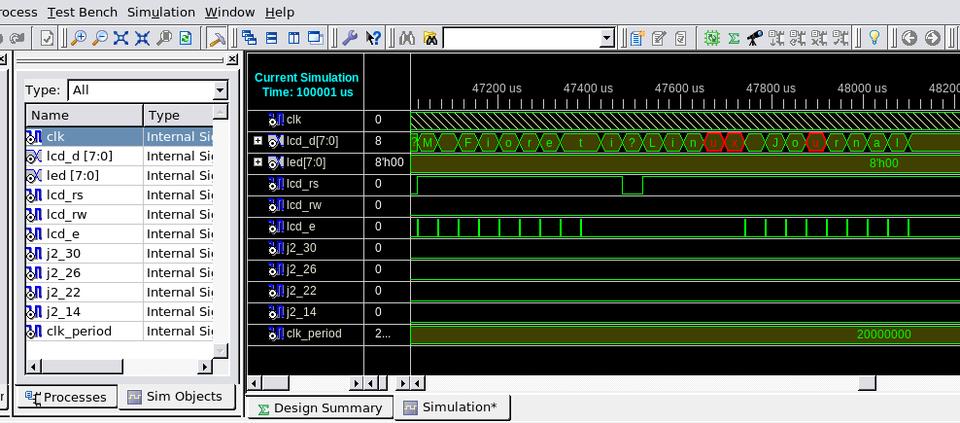 rocess Test Bench Simulation Window Help
Type: All
Name Type
clk Internal Si
lcd_d [7:0] Internal Si
led [7:0] Internal Si
lcd_rs Internal Si
lcd_rw Internal Si
lcd_e Internal Si
j2_30 Internal Si
j2_26 Internal Si
j2_22 Internal Si
j2_14 Internal Si
clk_period Internal Si
Processes Sim Objects
Current Simulation
Time: 100001 us
47200 us 47400 us 47600 us 47800 us 48000 us 48200
clk 0
lcd_d[7:0] 8 ? M F i o r e t i ? L i n u x J o u r n a l
led[7:0] 8'h00 8'h00
lcd_rs 0
lcd_rw 0
lcd_e 0
j2_30 0
j2_26 0
j2_22 0
j2_14 0
clk_period 2... 20000000
Design Summary Simulation*